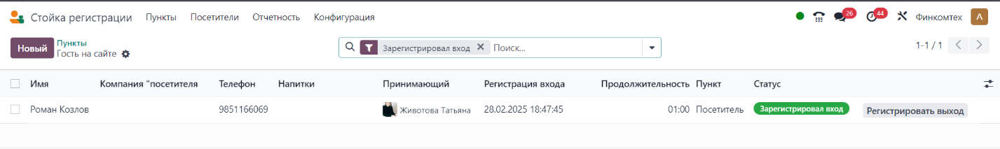 Стойка регистрации Пункты Посетители Отчетность Конфигурация 26 44 Финкомтех A
Новый Пункты
Гость на сайте Зарегистрировал вход Поиск... 1-1 / 1
Имя Компания "посетителя Телефон Напитки Принимающий Регистрация входа Продолжительность Пункт Статус
Роман Козлов 9851166069 Животова Татьяна 28.02.2025 18:47:45 01:00 Посетитель Зарегистрировал вход Регистрировать выход